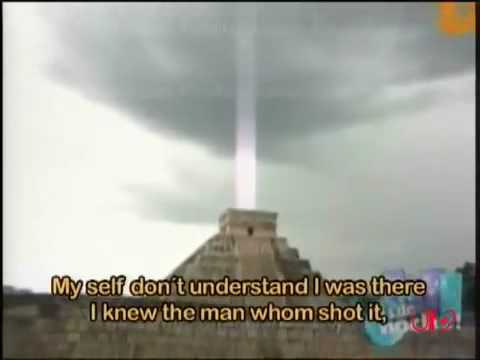 My self don´t understand I was there
I knew the man whom shot it,